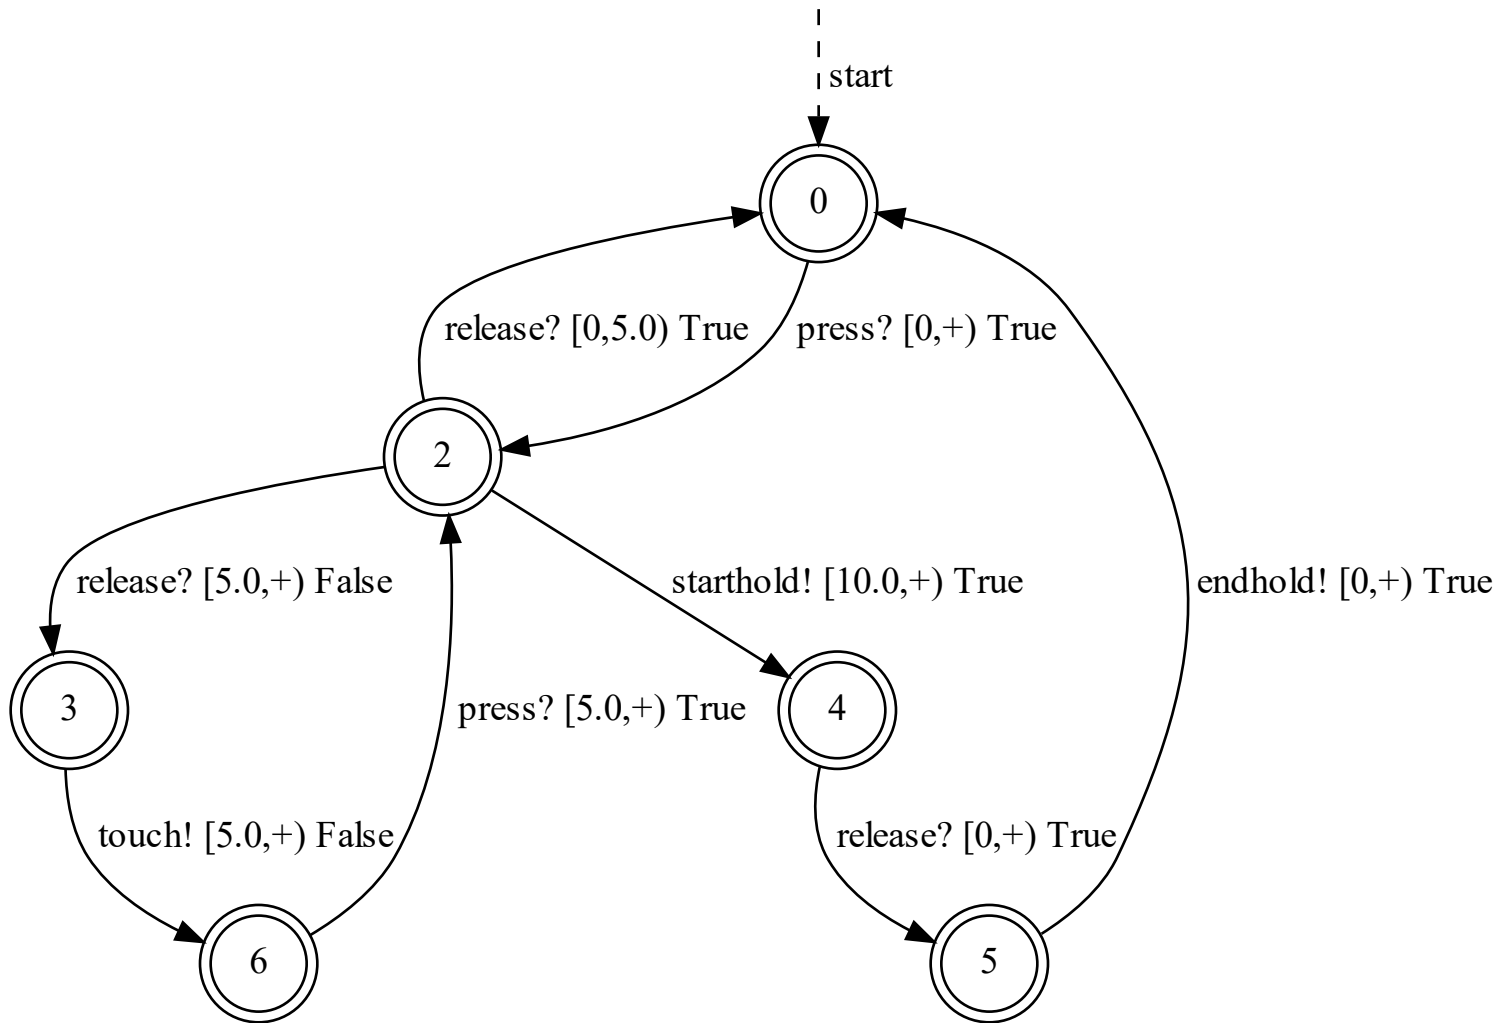 start
0
release? [0,5.0) True
press? [0,+) True
2
release? [5.0,+) False
starthold! [10.0,+) True
endhold! [0,+) True
3
press? [5.0,+) True
4
touch! [5.0,+) False
release? [0,+) True
6
5